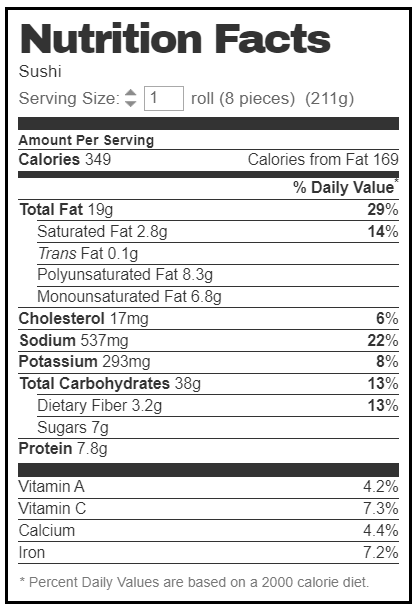 Nutrition Facts
Sushi
Serving Size: 1 roll (8 pieces) (211g)
Amount Per Serving
Calories 349 Calories from Fat 169
% Daily Value*
Total Fat 19g 29%
Saturated Fat 2.8g 14%
Trans Fat 0.1g
Polyunsaturated Fat 8.3g
Monounsaturated Fat 6.8g
Cholesterol 17mg 6%
Sodium 537mg 22%
Potassium 293mg 8%
Total Carbohydrates 38g 13%
Dietary Fiber 3.2g 13%
Sugars 7g
Protein 7.8g
Vitamin A 4.2%
Vitamin C 7.3%
Calcium 4.4%
Iron 7.2%
* Percent Daily Values are based on a 2000 calorie diet.